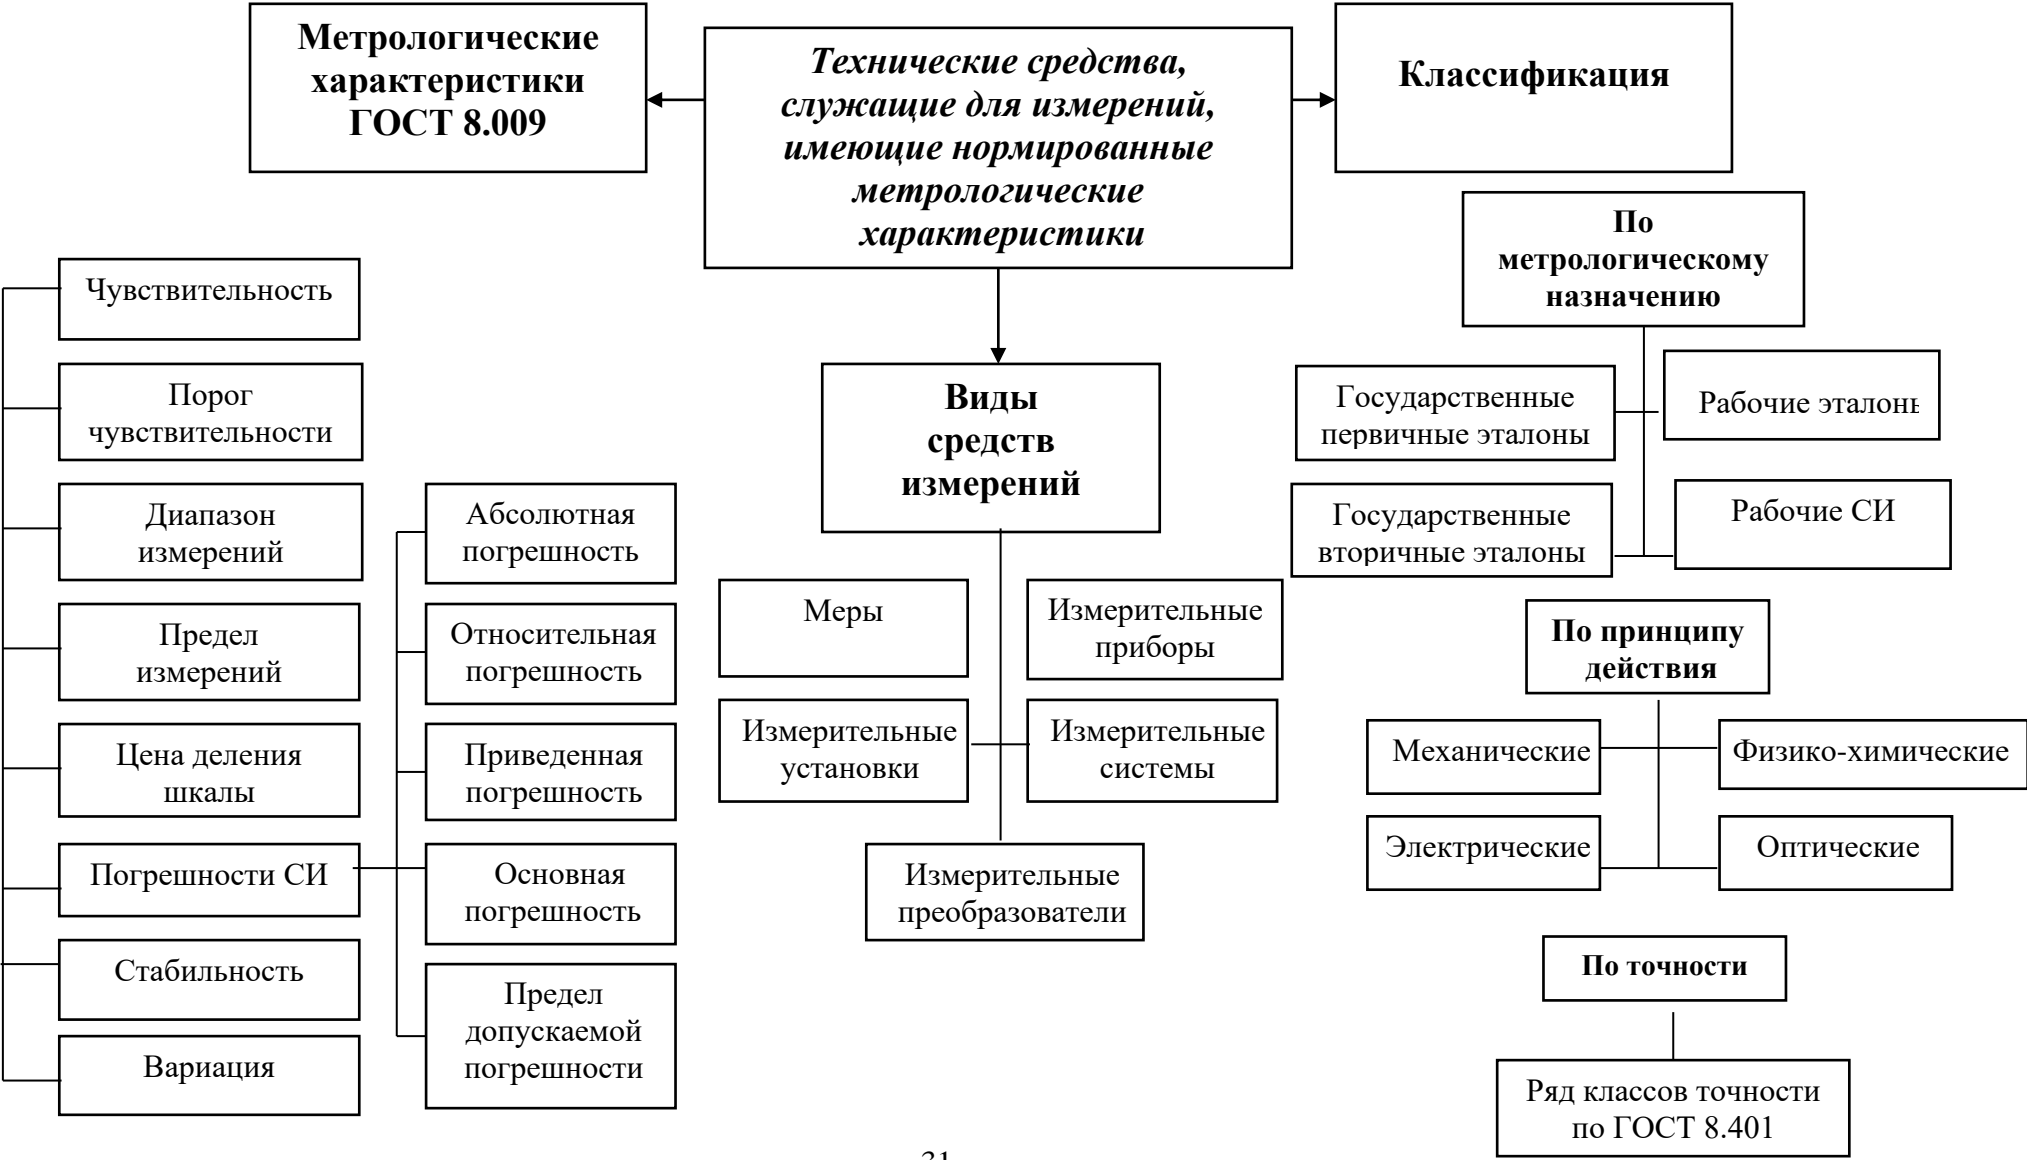 Метрологические
характеристики
ГОСТ 8.009
Технические средства,
служащие для измерений,
имеющие нормированные
метрологические
характеристики
Классификация
Чувствительность
Порог
чувствительности
Диапазон
измерений
Предел
измерений
Цена деления
шкалы
Погрешности СИ
Стабильность
Вариация
Абсолютная
погрешность
Относительная
погрешность
Приведенная
погрешность
Основная
погрешность
Предел
допускаемой
погрешности
Виды
средств
измерений
Меры
Измерительные
приборы
Измерительные
установки
Измерительные
системы
Измерительные
преобразователи
По
метрологическому
назначению
Государственные
первичные эталоны
Рабочие эталоны
Государственные
вторичные эталоны
Рабочие СИ
По принципу
действия
Механические
Физико-химические
Электрические
Оптические
По точности
Ряд классов точности
по ГОСТ 8.401
31